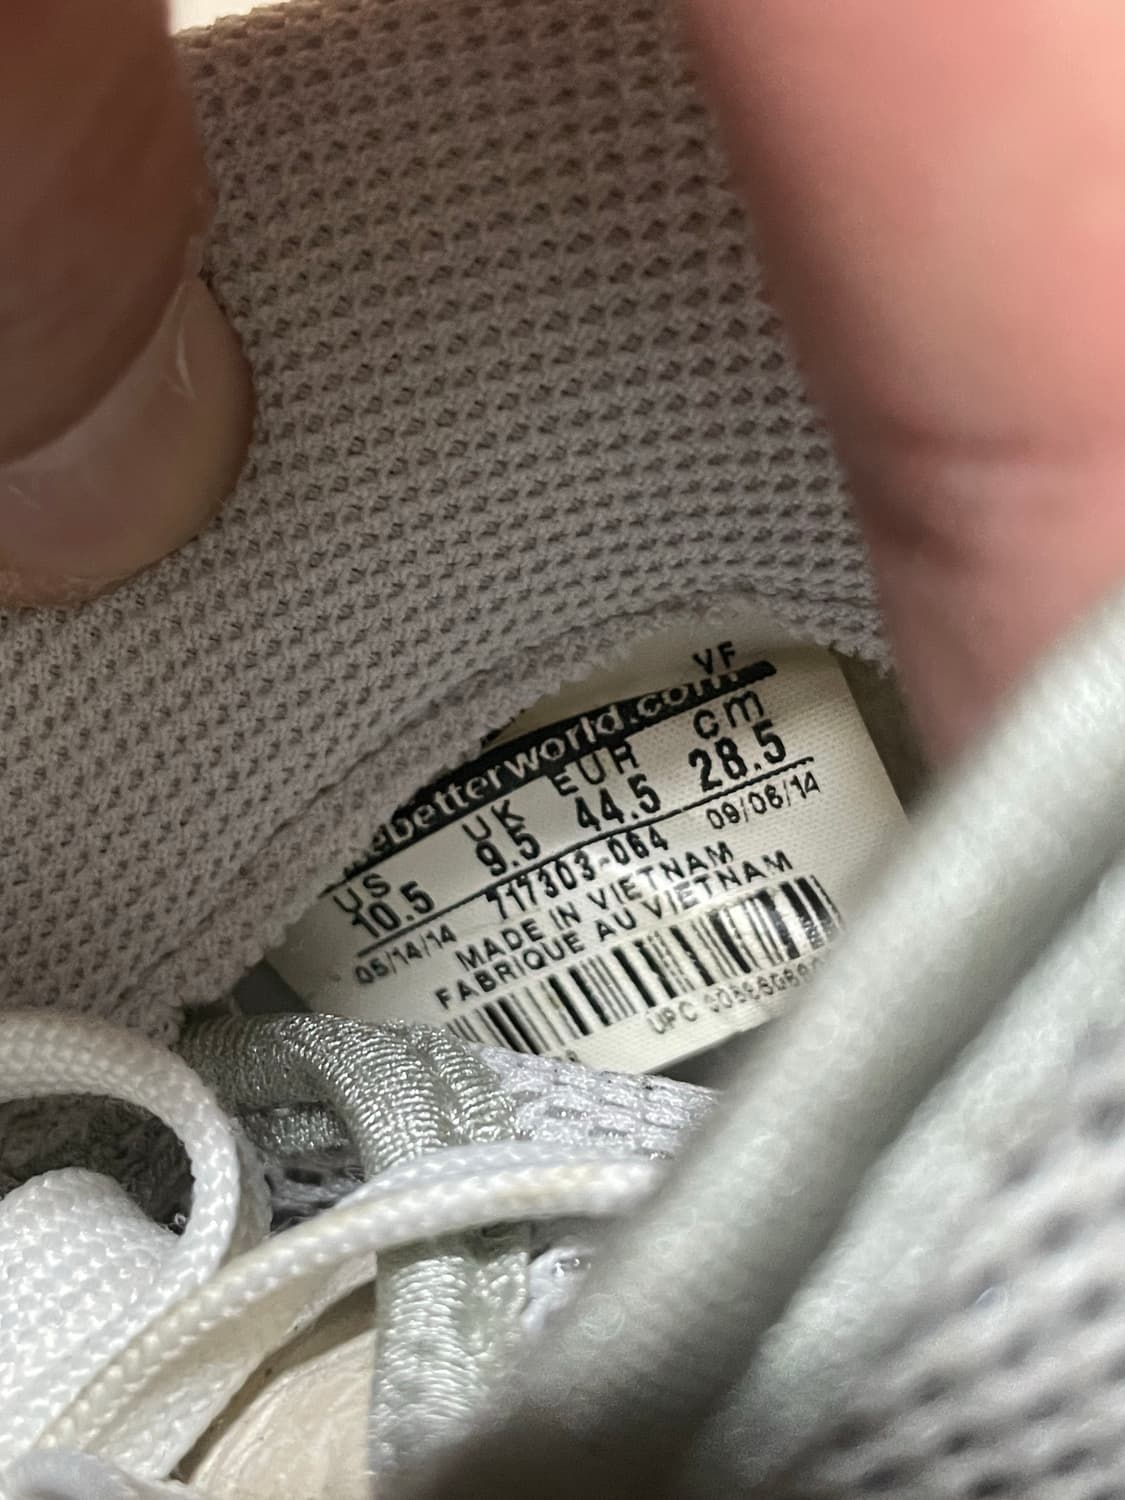 VF
betterworld.com
US UK EUR cm
10.5 9.5 44.5 28.5
05/14/14 717303-064 09/06/14
MADE IN VIETNAM
FABRIQUE AU VIETNAM
UPC